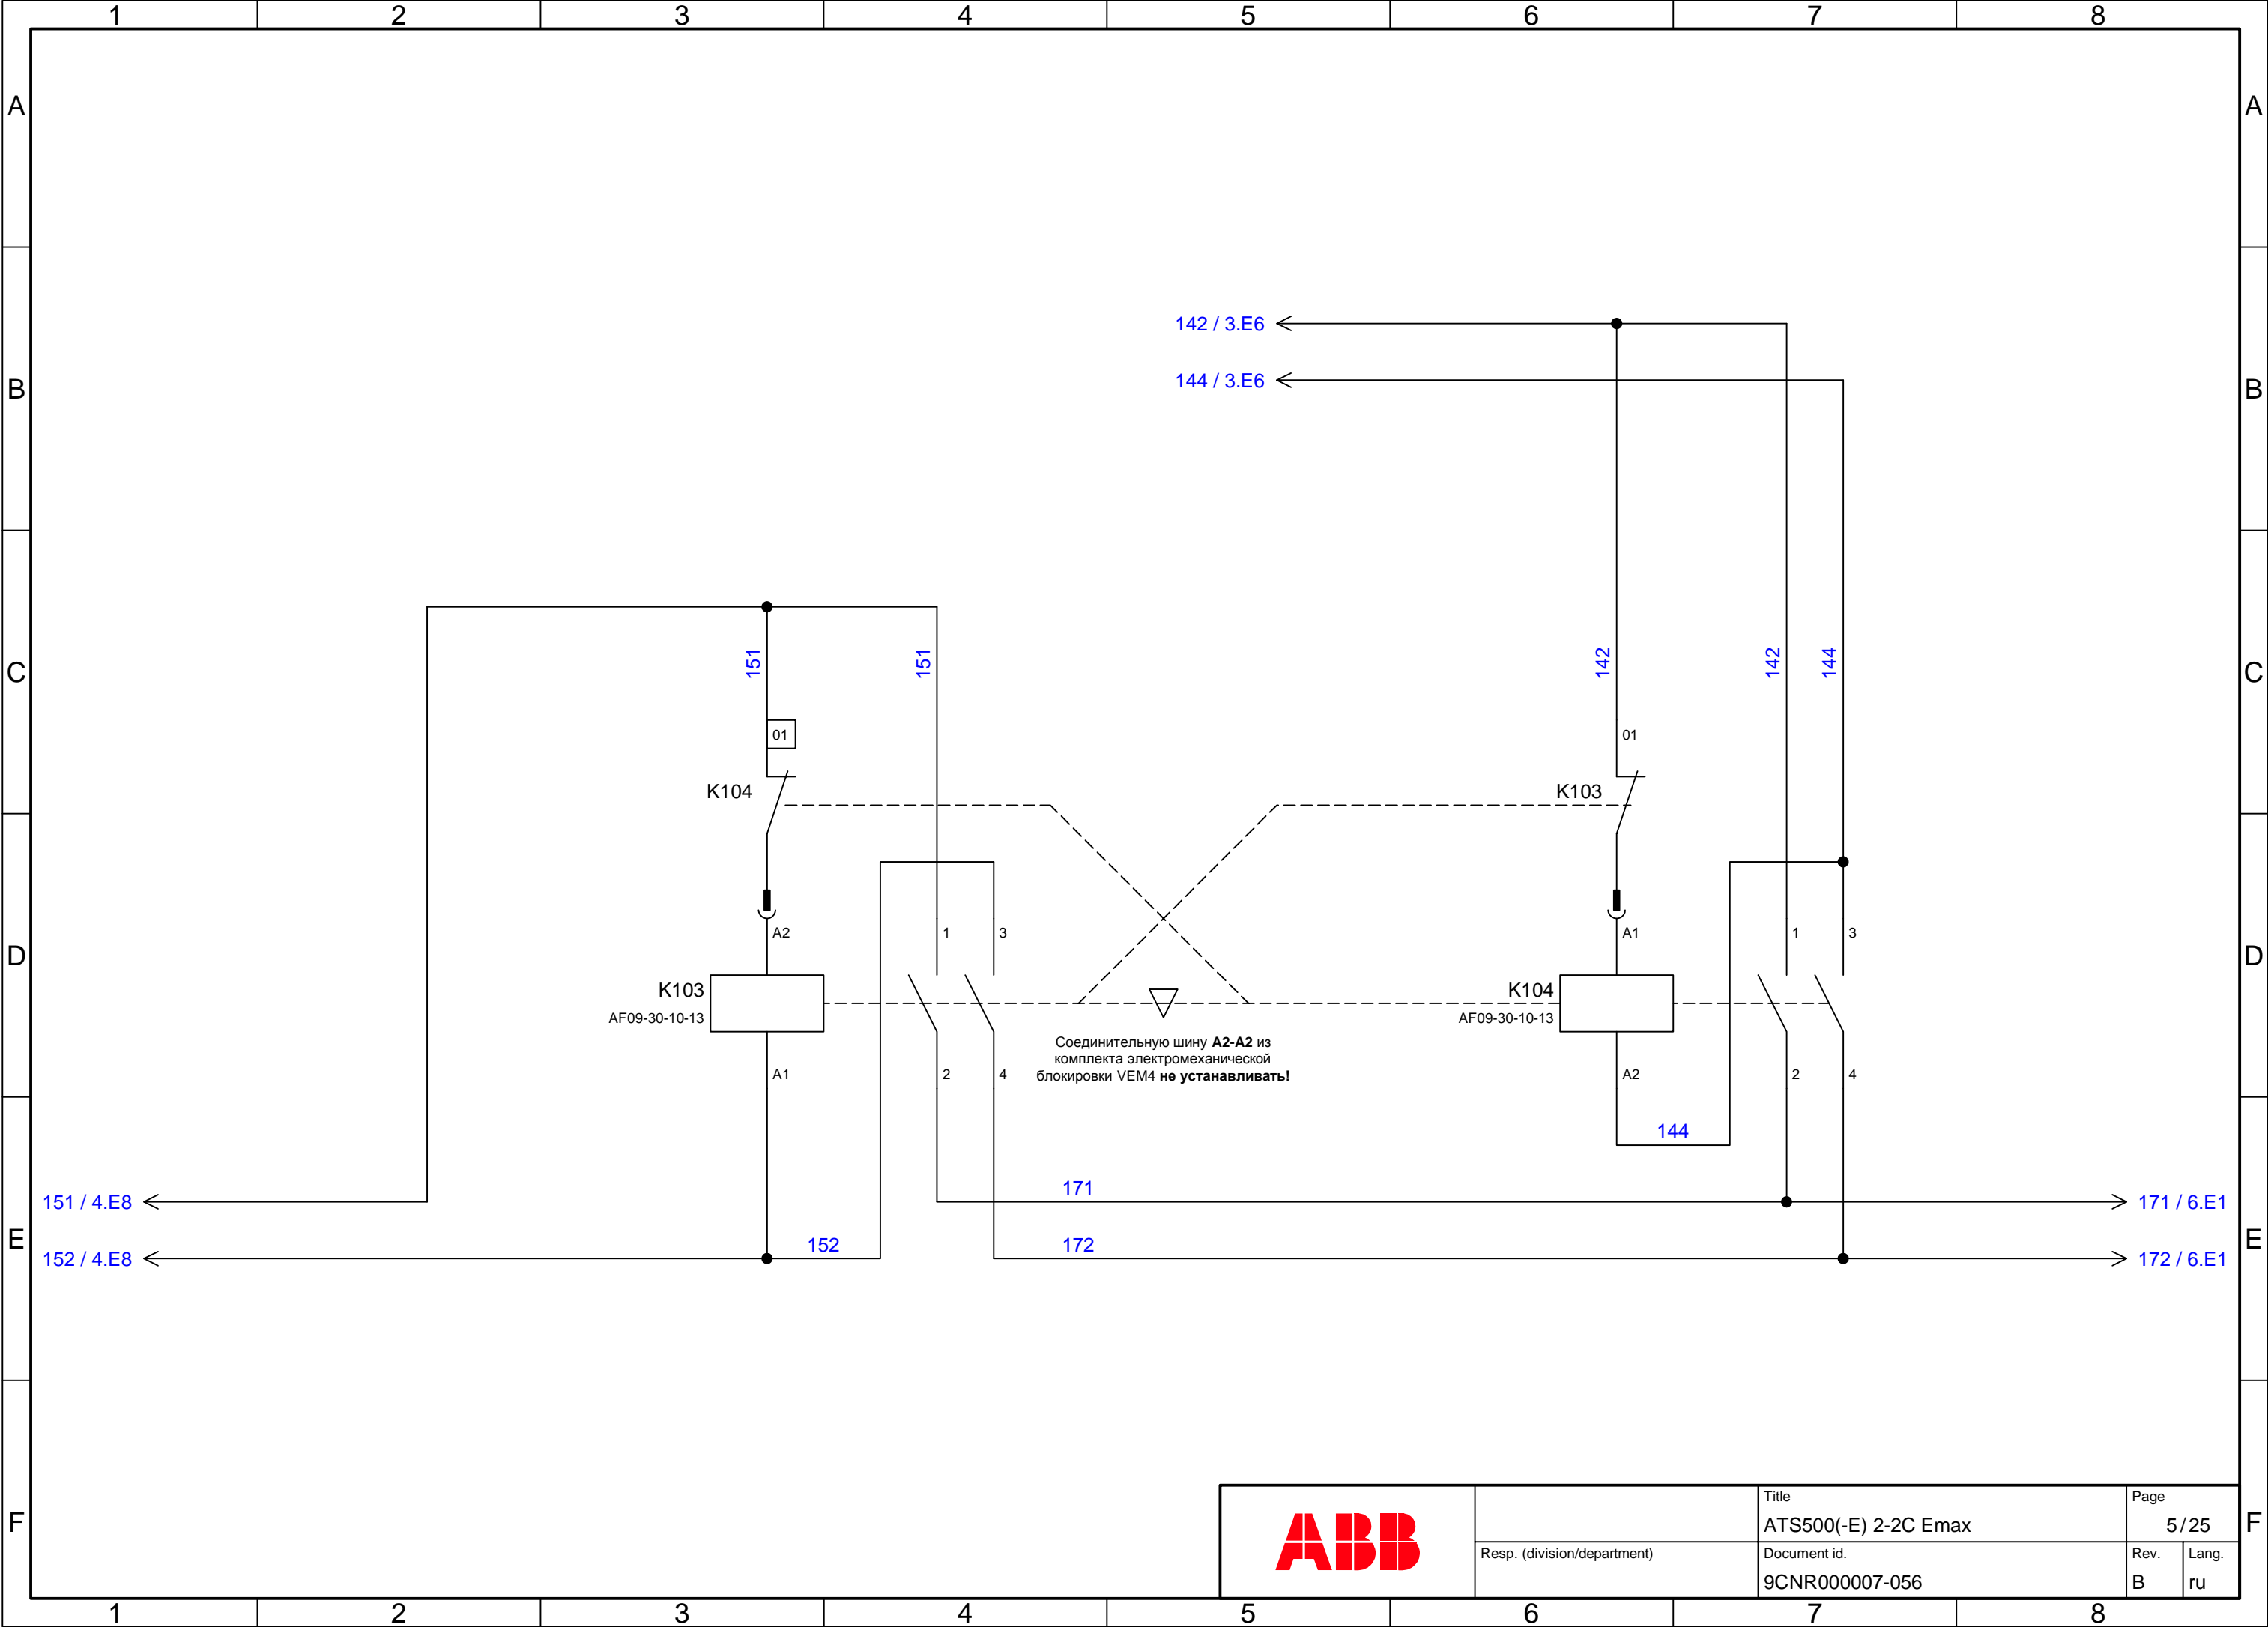 1 2 3 4 5 6 7 8
A A
142 / 3.E6
144 / 3.E6
B B
151 151 142 142 144
C C
01 01
K104 K103
A2 1 3 A1 1 3
D D
K103 K104
AF09-30-10-13 AF09-30-10-13
Соединительную шину A2-A2 из
комплекта электромеханической
блокировки VEM4 не устанавливать!
A1 2 4 A2 2 4
144
171
151 / 4.E8 171 / 6.E1
E E
152 172
152 / 4.E8 172 / 6.E1
ABB
Title
ATS500(-E) 2-2C Emax
Page
5/25
F F
Resp. (division/department)
Document id.
9CNR000007-056
Rev.
B
Lang.
ru
1 2 3 4 5 6 7 8